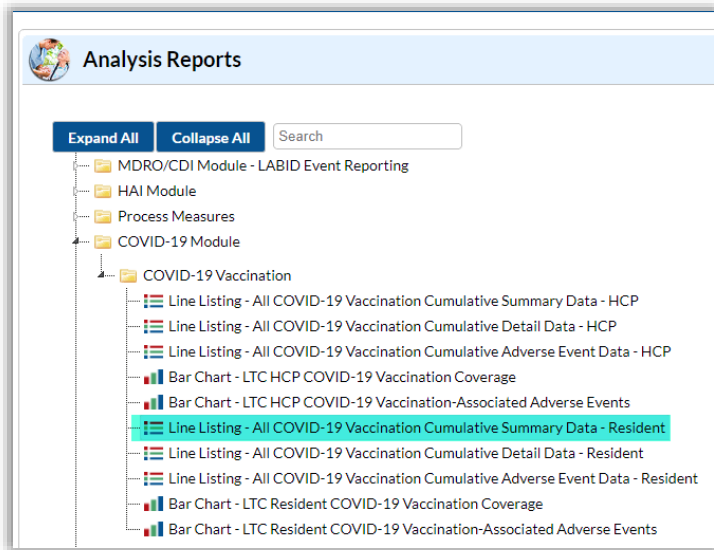 Analysis Reports
Expand All
Collapse All
Search
MDRO/CDI Module - LABID Event Reporting
HAI Module
Process Measures
COVID-19 Module
COVID-19 Vaccination
Line Listing - All COVID-19 Vaccination Cumulative Summary Data - HCP
Line Listing - All COVID-19 Vaccination Cumulative Detail Data - HCP
Line Listing - All COVID-19 Vaccination Cumulative Adverse Event Data - HCP
Bar Chart - LTC HCP COVID-19 Vaccination Coverage
Bar Chart - LTC HCP COVID-19 Vaccination-Associated Adverse Events
Line Listing - All COVID-19 Vaccination Cumulative Summary Data - Resident
Line Listing - All COVID-19 Vaccination Cumulative Detail Data - Resident
Line Listing - All COVID-19 Vaccination Cumulative Adverse Event Data - Resident
Bar Chart - LTC Resident COVID-19 Vaccination Coverage
Bar Chart - LTC Resident COVID-19 Vaccination-Associated Adverse Events